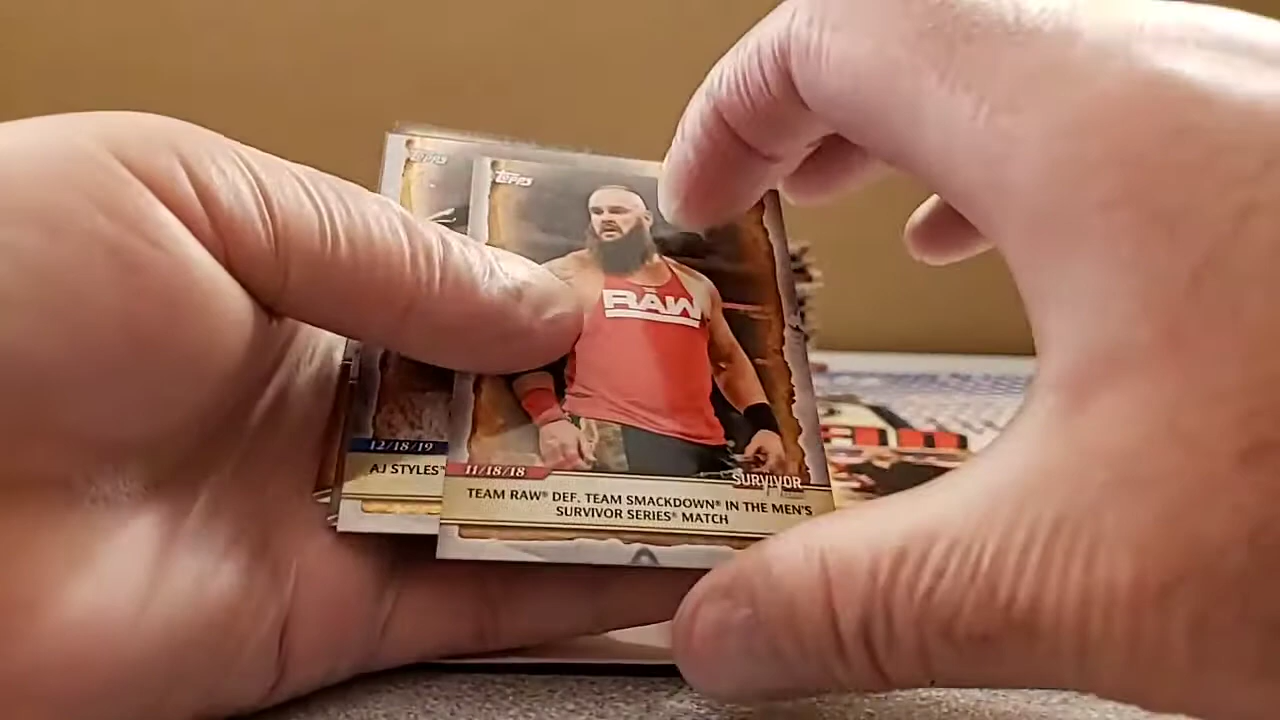 TOPPS
TOPPS
RAW
12/18/19
AJ STYLES®
11/18/18
SURVIVOR
TEAM RAW® DEF. TEAM SMACKDOWN® IN THE MEN'S
SURVIVOR SERIES® MATCH